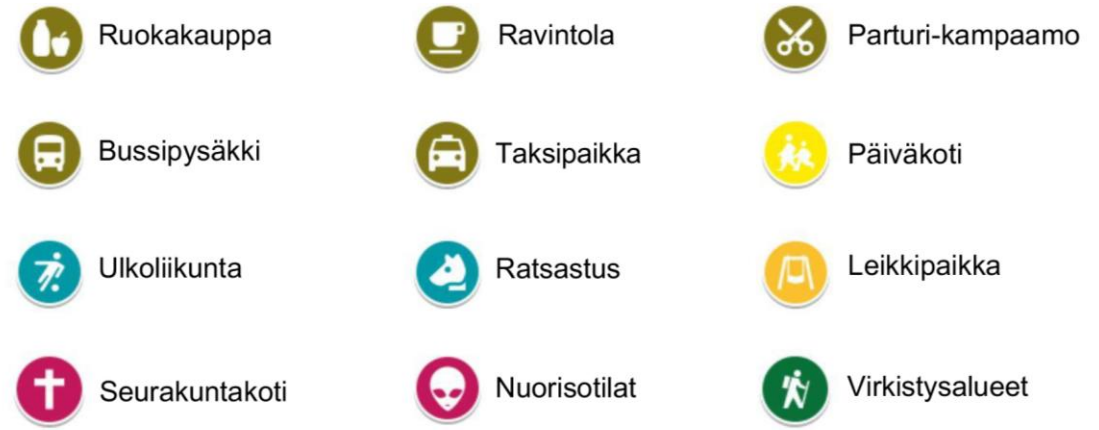 Ruokakauppa
Ravintola
Parturi-kampaamo
Bussipysäkki
Taksipaikka
Päiväkoti
Ulkoliikunta
Ratsastus
Leikkipaikka
Seurakuntakoti
Nuorisotilat
Virkistysalueet